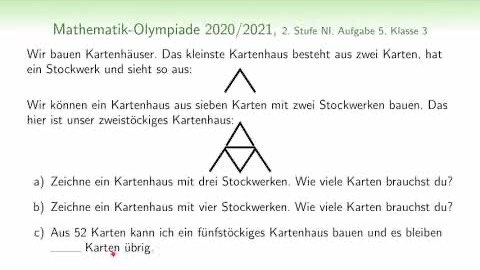 Mathematik-Olympiade 2020/2021, 2. Stufe NI, Aufgabe 5, Klasse 3
Wir bauen Kartenhäuser. Das kleinste Kartenhaus besteht aus zwei Karten, hat
ein Stockwerk und sieht so aus:
Wir können ein Kartenhaus aus sieben Karten mit zwei Stockwerken bauen. Das
hier ist unser zweistöckiges Kartenhaus:
a) Zeichne ein Kartenhaus mit drei Stockwerken. Wie viele Karten brauchst du?
b) Zeichne ein Kartenhaus mit vier Stockwerken. Wie viele Karten brauchst du?
c) Aus 52 Karten kann ich ein fünfstöckiges Kartenhaus bauen und es bleiben
____ Karten übrig.